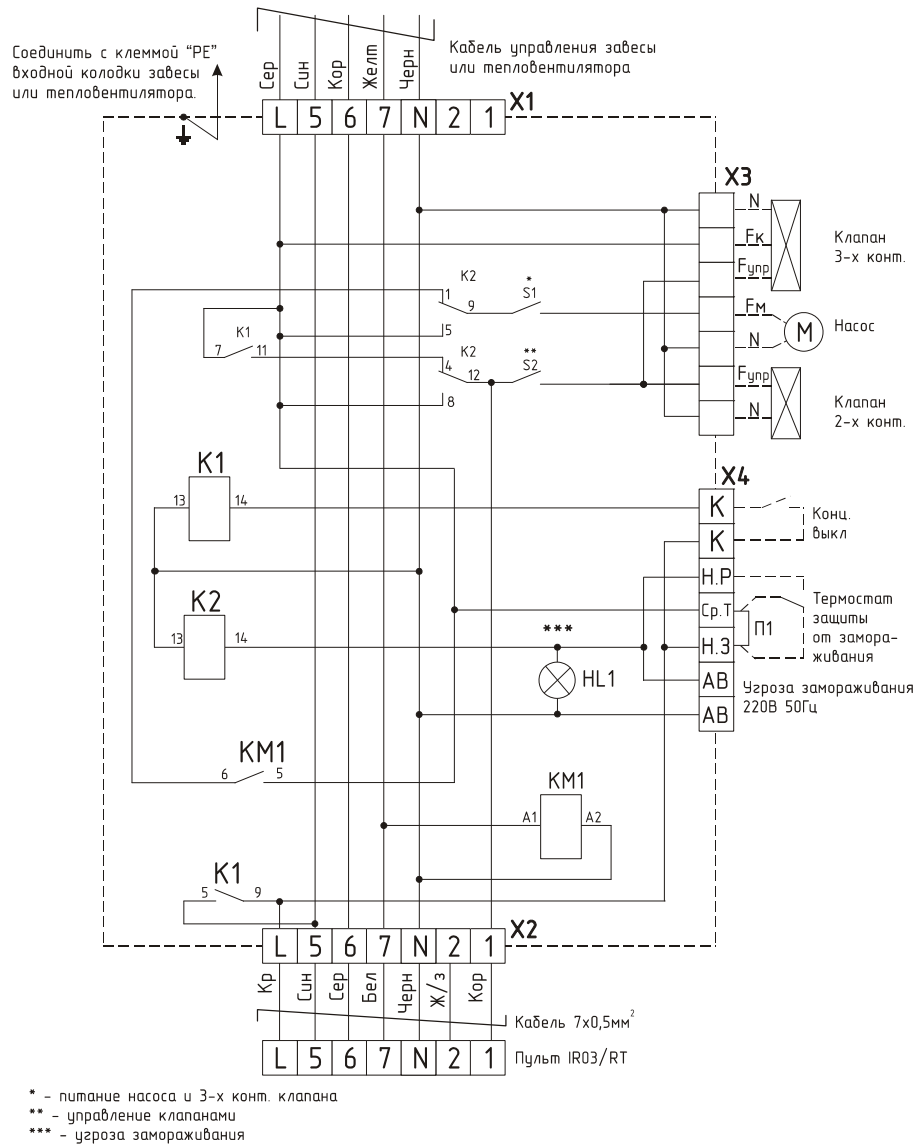 Соединить с клеммой "PE"
входной колодки завесы
или тепловентилятора.
Кабель управления завесы
или тепловентилятора
Сер
Син
Кор
Желт
Черн
L 5 6 7 N 2 1
X1
X3
N
Fк
Fупр
Fм
N
Fупр
N
Клапан
3-х конт.
M
Насос
Клапан
2-х конт.
K2
1
9
5
*
S1
K1
7
11
K2
4
12
8
**
S2
K1
13
14
X4
К
К
Н.Р
Ср.Т
Н.З
АВ
АВ
Конц.
выкл
Термостат
защиты
от замора-
живания
П1
Угроза замораживания
220В 50Гц
K2
13
14
***
HL1
KM1
6
5
KM1
A1
A2
K1
5
9
X2
L 5 6 7 N 2 1
Кр
Син
Сер
Бел
Черн
Ж/з
Кор
Кабель 7х0,5мм²
L 5 6 7 N 2 1
Пульт IR03/RT
* - питание насоса и 3-х конт. клапана
** - управление клапанами
*** - угроза замораживания